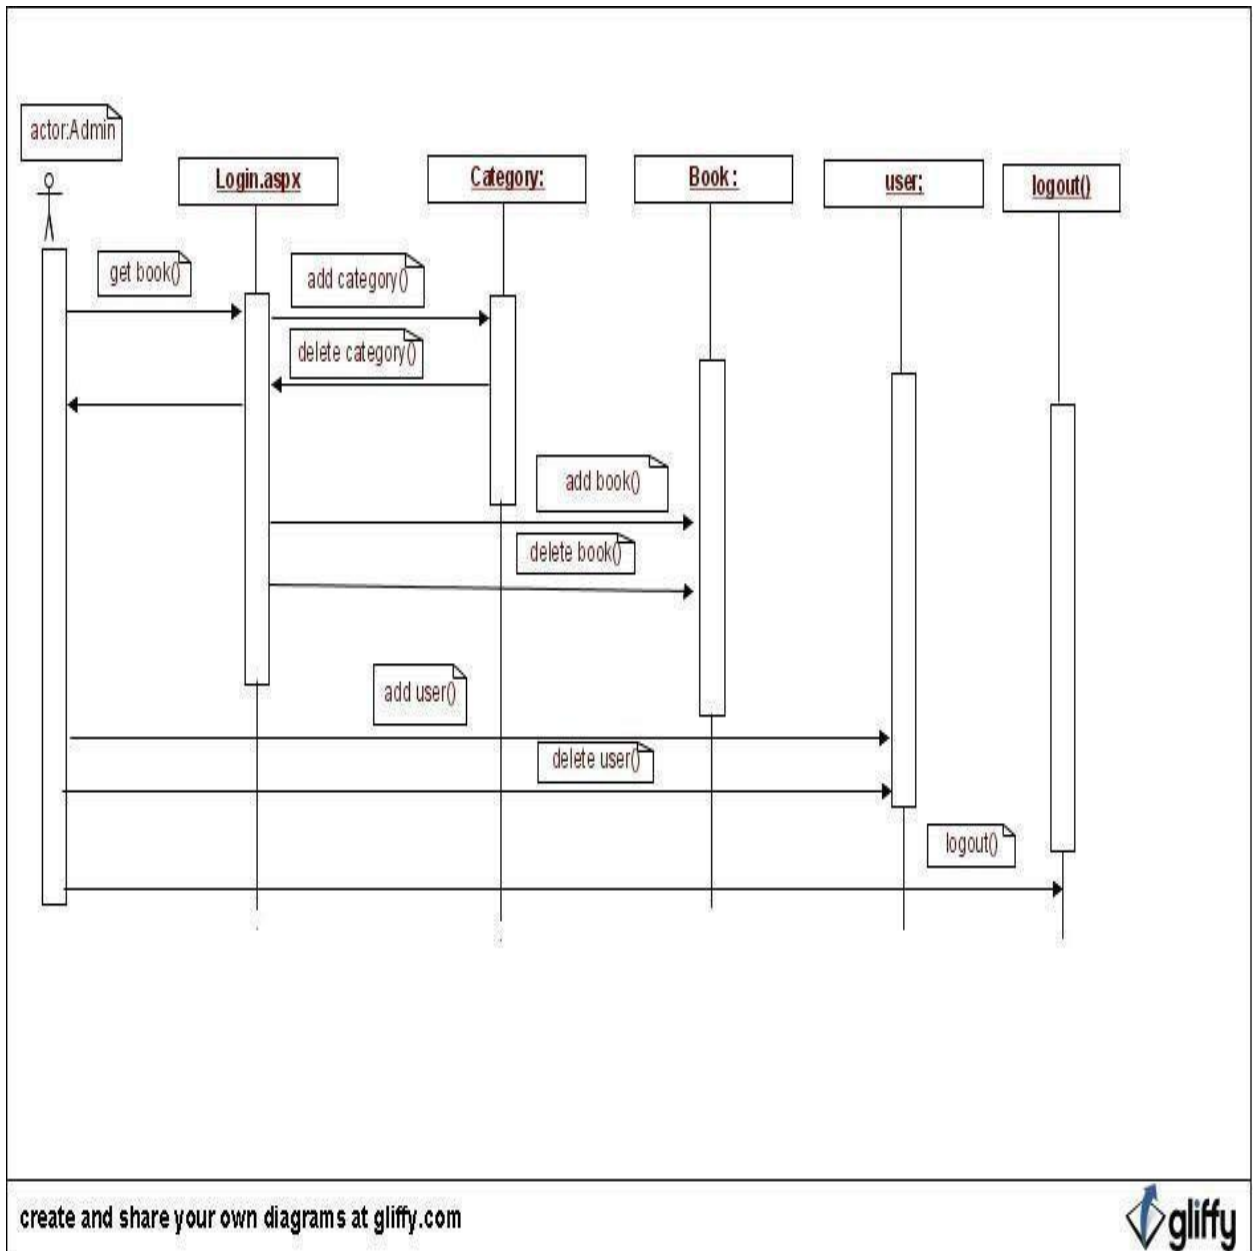 actor:Admin
Login.aspx
Category:
Book :
user;
logout()
get book()
add category()
delete category()
add book()
delete book()
add user()
delete user()
logout()
create and share your own diagrams at gliffy.com
gliffy